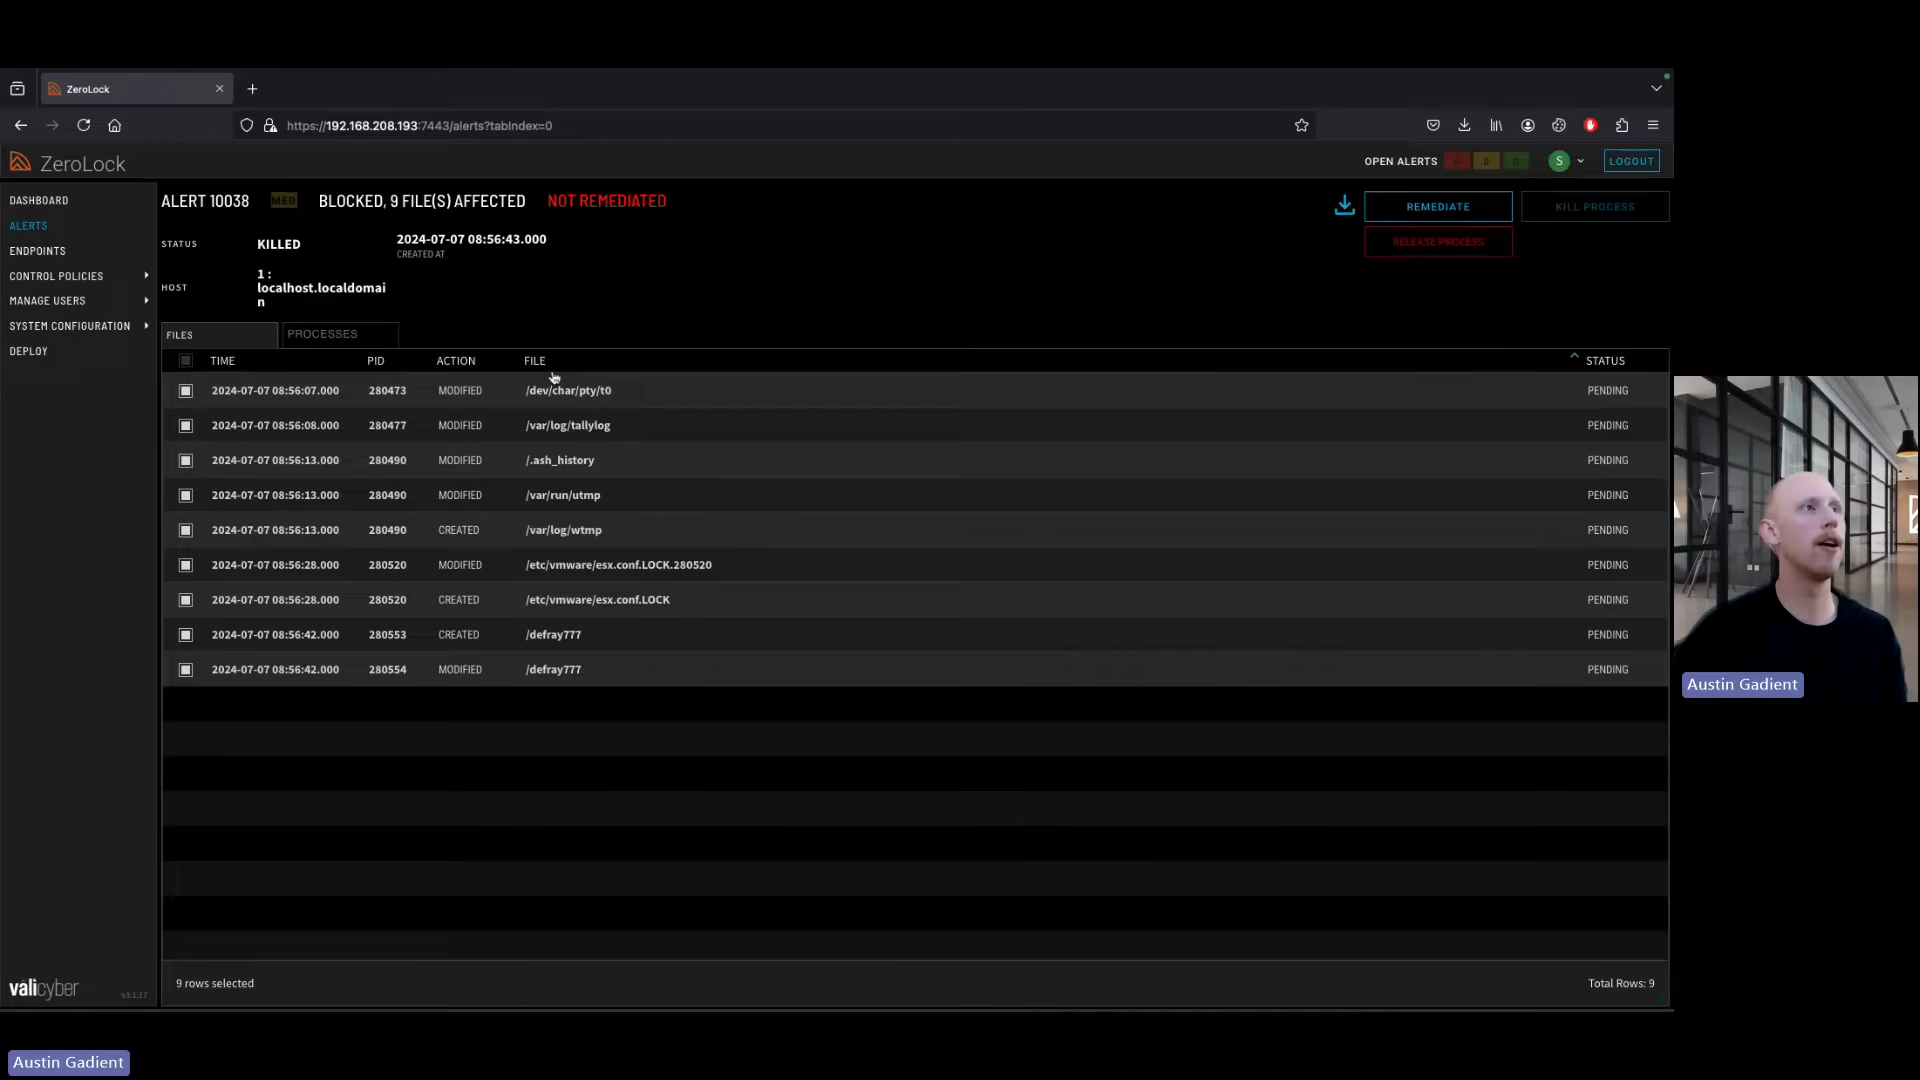 ZeroLock
https://192.168.208.193:7443/alerts?tabIndex=0
ZeroLock
OPEN ALERTS 0 0 0 S LOGOUT
DASHBOARD
ALERTS
ENDPOINTS
CONTROL POLICIES
MANAGE USERS
SYSTEM CONFIGURATION
DEPLOY
ALERT 10038 MED BLOCKED, 9 FILE(S) AFFECTED NOT REMEDIATED
REMEDIATE KILL PROCESS
RELEASE PROCESS
STATUS KILLED 2024-07-07 08:56:43.000
CREATED AT
HOST 1 :
localhost.localdomai
n
FILES PROCESSES
TIME PID ACTION FILE STATUS
2024-07-07 08:56:07.000 280473 MODIFIED /dev/char/pty/t0 PENDING
2024-07-07 08:56:08.000 280477 MODIFIED /var/log/tallylog PENDING
2024-07-07 08:56:13.000 280490 MODIFIED /.ash_history PENDING
2024-07-07 08:56:13.000 280490 MODIFIED /var/run/utmp PENDING
2024-07-07 08:56:13.000 280490 CREATED /var/log/wtmp PENDING
2024-07-07 08:56:28.000 280520 MODIFIED /etc/vmware/esx.conf.LOCK.280520 PENDING
2024-07-07 08:56:28.000 280520 CREATED /etc/vmware/esx.conf.LOCK PENDING
2024-07-07 08:56:42.000 280553 CREATED /defray777 PENDING
2024-07-07 08:56:42.000 280554 MODIFIED /defray777 PENDING
9 rows selected Total Rows: 9
valicyber v3.1.17
Austin Gadient
Austin Gadient